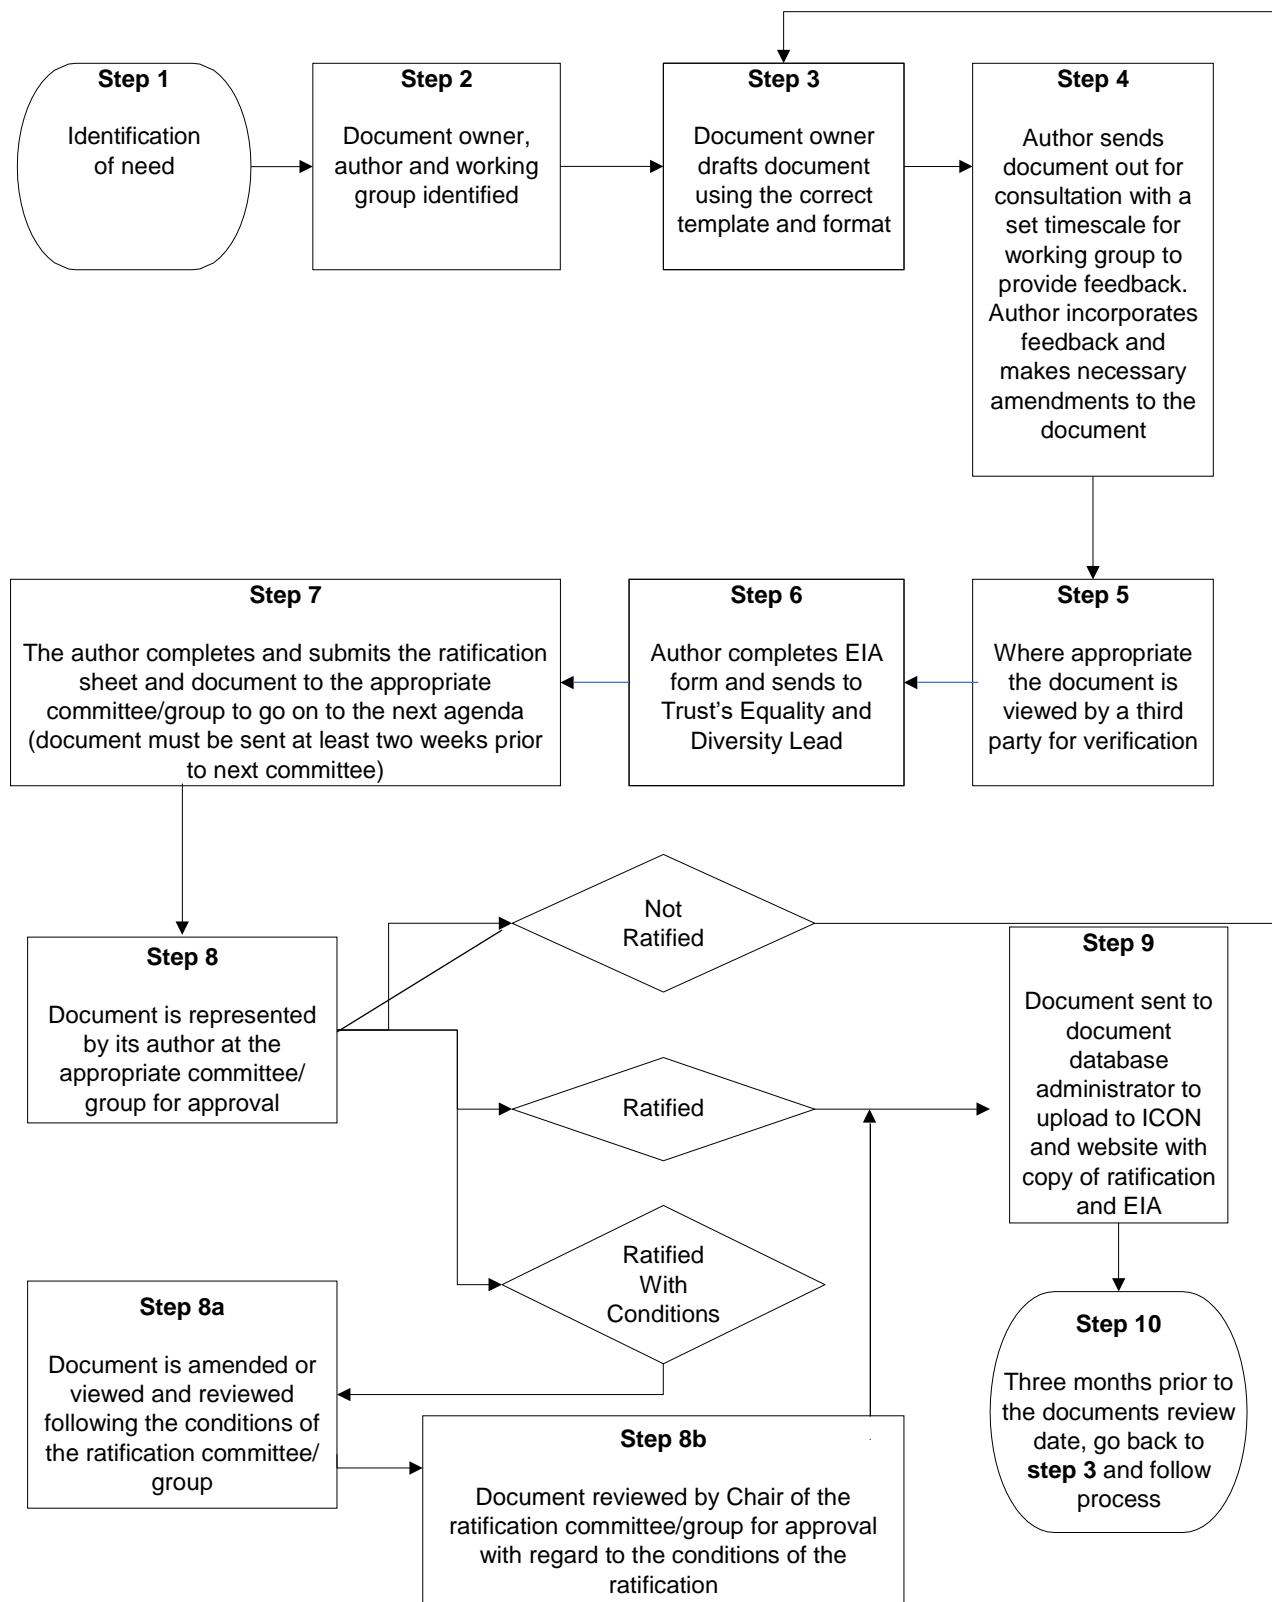 Step 1
Identification
of need
Step 2
Document owner,
author and working
group identified
Step 3
Document owner
drafts document
using the correct
template and format
Step 4
Author sends
document out for
consultation with a
set timescale for
working group to
provide feedback.
Author incorporates
feedback and
makes necessary
amendments to the
document
Step 5
Where appropriate
the document is
viewed by a third
party for verification
Step 6
Author completes EIA
form and sends to
Trust’s Equality and
Diversity Lead
Step 7
The author completes and submits the ratification
sheet and document to the appropriate
committee/group to go on to the next agenda
(document must be sent at least two weeks prior
to next committee)
Step 8
Document is represented
by its author at the
appropriate committee/
group for approval
Not
Ratified
Ratified
Ratified
With
Conditions
Step 8a
Document is amended or
viewed and reviewed
following the conditions of
the ratification committee/
group
Step 8b
Document reviewed by Chair of the
ratification committee/group for approval
with regard to the conditions of the
ratification
Step 9
Document sent to
document
database
administrator to
upload to ICON
and website with
copy of ratification
and EIA
Step 10
Three months prior to
the documents review
date, go back to
step 3 and follow
process